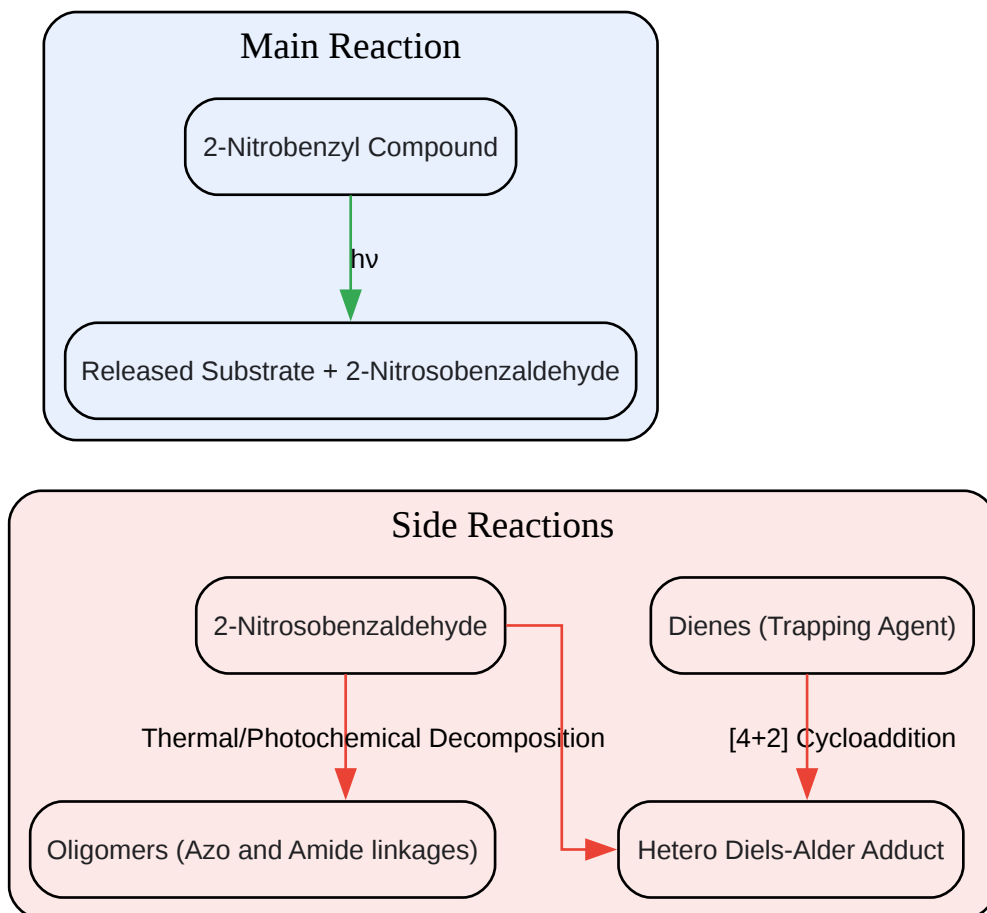 Main Reaction
2-Nitrobenzyl Compound
hν
Released Substrate + 2-Nitrosobenzaldehyde
Side Reactions
2-Nitrosobenzaldehyde
Dienes (Trapping Agent)
Thermal/Photochemical Decomposition
[4+2] Cycloaddition
Oligomers (Azo and Amide linkages)
Hetero Diels-Alder Adduct